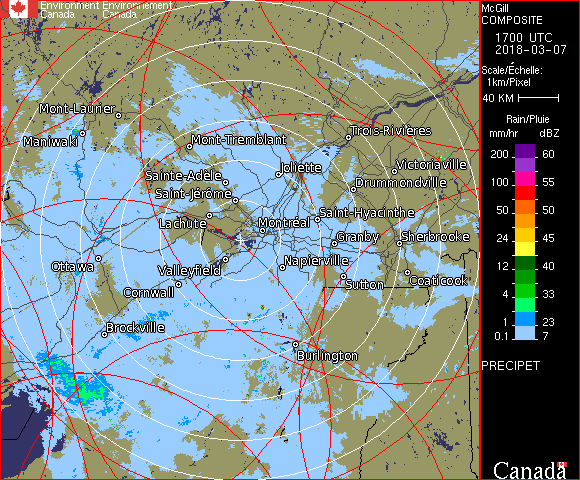 Environment Environnement
Canada Canada
McGill
COMPOSITE
1700 UTC
2018-03-07
Scale/Échelle:
1km/Pixel
40 KM
Rain/Pluie
mm/hr dBZ
200 60
100 55
50 50
24 45
12 40
4 33
1 23
0.1 7
PRECIPET
Canada
Mont-Laurier
Maniwaki
Mont-Tremblant
Trois-Rivières
Sainte-Adèle
Joliette
Victoriaville
Drummondville
Saint-Jérôme
Lachute
Montréal
Saint-Hyacinthe
Granby
Sherbrooke
Ottawa
Valleyfield
Napierville
Cornwall
Sutton
Coaticook
Brockville
Burlington